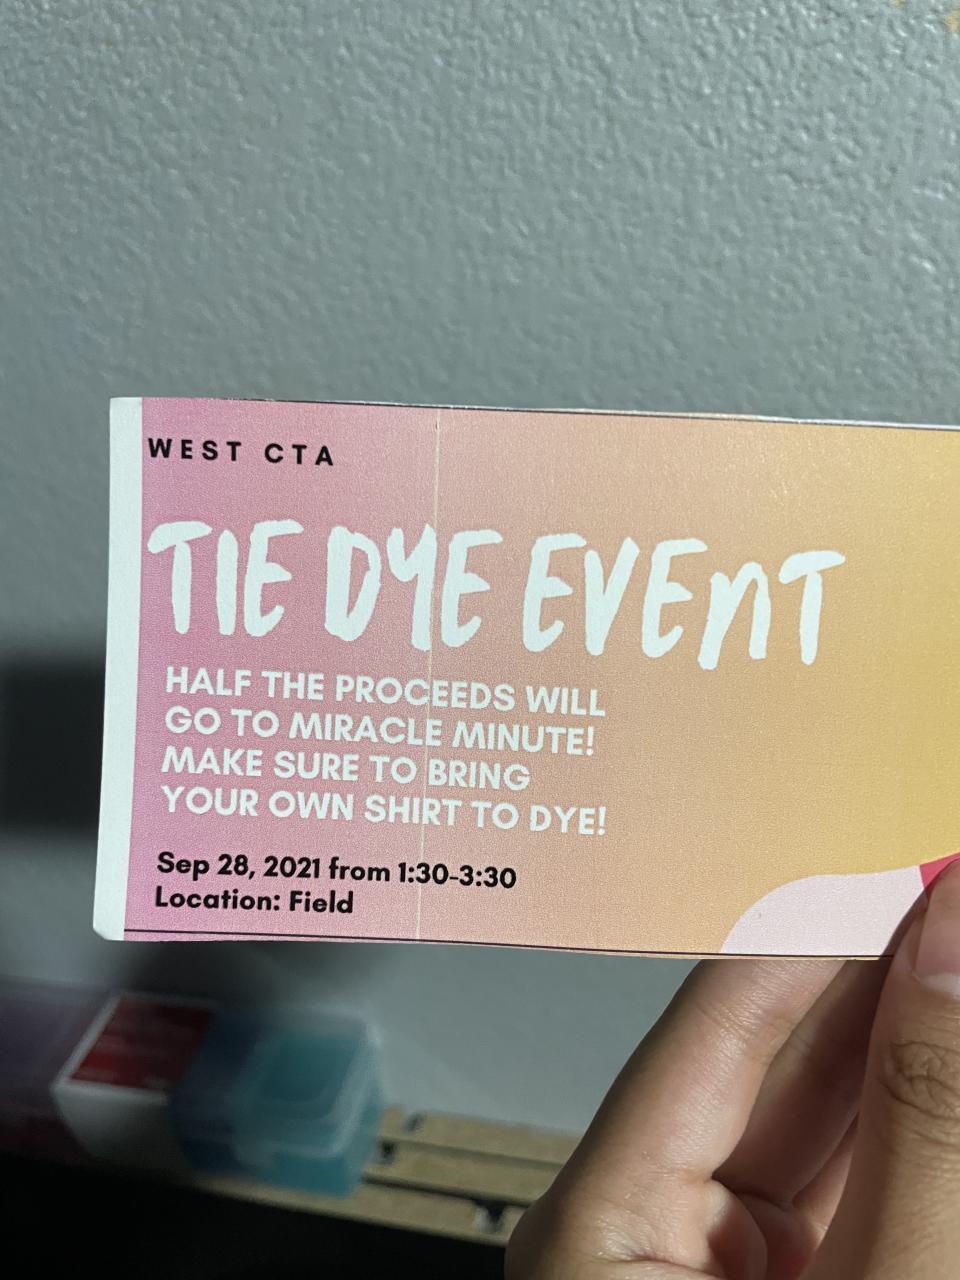 WEST CTA
TIE DYE EVENT
HALF THE PROCEEDS WILL
GO TO MIRACLE MINUTE!
MAKE SURE TO BRING
YOUR OWN SHIRT TO DYE!
Sep 28, 2021 from 1:30-3:30
Location: Field